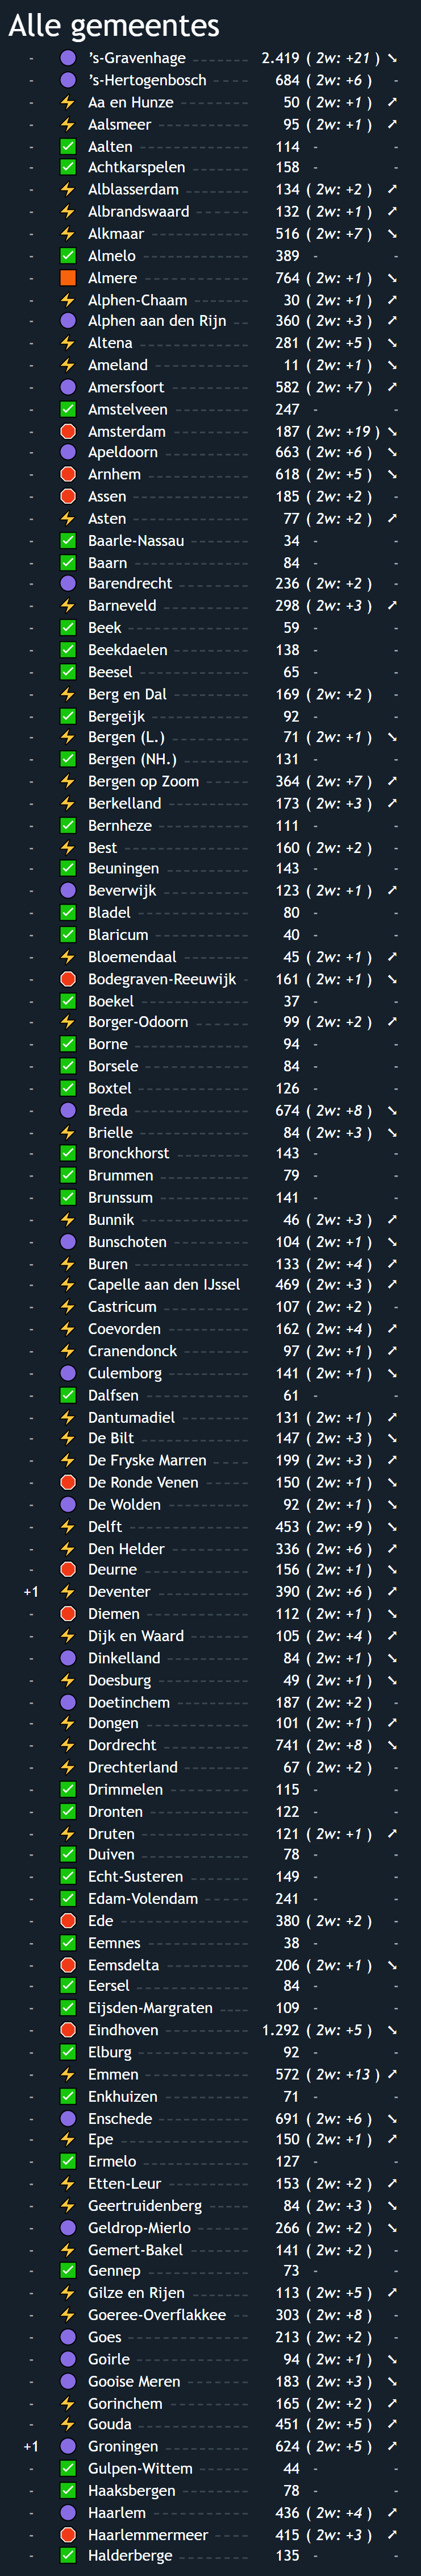 Alle gemeentes
- ’s-Gravenhage 2.419 ( 2w: +21 ) ➘
- ’s-Hertogenbosch 684 ( 2w: +6 ) -
- ⚡ Aa en Hunze 50 ( 2w: +1 ) ➚
- ⚡ Aalsmeer 95 ( 2w: +1 ) ➚
- ✅ Aalten 114 - -
- ✅ Achtkarspelen 158 - -
- ⚡ Alblasserdam 134 ( 2w: +2 ) ➚
- ⚡ Albrandswaard 132 ( 2w: +1 ) ➚
- ⚡ Alkmaar 516 ( 2w: +7 ) ➘
- ✅ Almelo 389 - -
- Almere 764 ( 2w: +1 ) ➘
- ⚡ Alphen-Chaam 30 ( 2w: +1 ) ➚
- Alphen aan den Rijn 360 ( 2w: +3 ) ➚
- ⚡ Altena 281 ( 2w: +5 ) ➘
- ⚡ Ameland 11 ( 2w: +1 ) ➘
- Amersfoort 582 ( 2w: +7 ) ➚
- ✅ Amstelveen 247 - -
- Amsterdam 187 ( 2w: +19 ) ➘
- Apeldoorn 663 ( 2w: +6 ) ➘
- Arnhem 618 ( 2w: +5 ) ➘
- Assen 185 ( 2w: +2 ) -
- ⚡ Asten 77 ( 2w: +2 ) ➚
- ✅ Baarle-Nassau 34 - -
- ✅ Baarn 84 - -
- Barendrecht 236 ( 2w: +2 ) -
- ⚡ Barneveld 298 ( 2w: +3 ) ➚
- ✅ Beek 59 - -
- ✅ Beekdaelen 138 - -
- ✅ Beesel 65 - -
- ⚡ Berg en Dal 169 ( 2w: +2 ) -
- ✅ Bergeijk 92 - -
- ⚡ Bergen (L.) 71 ( 2w: +1 ) ➘
- ✅ Bergen (NH.) 131 - -
- ⚡ Bergen op Zoom 364 ( 2w: +7 ) ➚
- ⚡ Berkelland 173 ( 2w: +3 ) ➚
- ✅ Bernheze 111 - -
- ⚡ Best 160 ( 2w: +2 ) -
- ✅ Beuningen 143 - -
- Beverwijk 123 ( 2w: +1 ) ➚
- ✅ Bladel 80 - -
- ✅ Blaricum 40 - -
- ⚡ Bloemendaal 45 ( 2w: +1 ) ➚
- Bodegraven-Reeuwijk 161 ( 2w: +1 ) ➘
- ✅ Boekel 37 - -
- ⚡ Borger-Odoorn 99 ( 2w: +2 ) ➚
- ✅ Borne 94 - -
- ✅ Borsele 84 - -
- ✅ Boxtel 126 - -
- Breda 674 ( 2w: +8 ) ➘
- ⚡ Brielle 84 ( 2w: +3 ) ➘
- ✅ Bronckhorst 143 - -
- ✅ Brummen 79 - -
- ✅ Brunssum 141 - -
- ⚡ Bunnik 46 ( 2w: +3 ) ➚
- Bunschoten 104 ( 2w: +1 ) ➘
- ⚡ Buren 133 ( 2w: +4 ) ➚
- ⚡ Capelle aan den IJssel 469 ( 2w: +3 ) ➚
- ⚡ Castricum 107 ( 2w: +2 ) -
- ⚡ Coevorden 162 ( 2w: +4 ) ➚
- ⚡ Cranendonck 97 ( 2w: +1 ) ➚
- Culemborg 141 ( 2w: +1 ) ➘
- ✅ Dalfsen 61 - -
- ⚡ Dantumadiel 131 ( 2w: +1 ) ➚
- ⚡ De Bilt 147 ( 2w: +3 ) ➘
- ⚡ De Fryske Marren 199 ( 2w: +3 ) ➚
- De Ronde Venen 150 ( 2w: +1 ) ➘
- De Wolden 92 ( 2w: +1 ) ➘
- ⚡ Delft 453 ( 2w: +9 ) ➘
- ⚡ Den Helder 336 ( 2w: +6 ) ➚
- Deurne 156 ( 2w: +1 ) ➘
+1 ⚡ Deventer 390 ( 2w: +6 ) ➚
- Diemen 112 ( 2w: +1 ) ➘
- ⚡ Dijk en Waard 105 ( 2w: +4 ) ➚
- Dinkelland 84 ( 2w: +1 ) ➘
- ⚡ Doesburg 49 ( 2w: +1 ) ➘
- Doetinchem 187 ( 2w: +2 ) -
- ⚡ Dongen 101 ( 2w: +1 ) ➚
- ⚡ Dordrecht 741 ( 2w: +8 ) ➘
- ⚡ Drechterland 67 ( 2w: +2 ) -
- ✅ Drimmelen 115 - -
- ✅ Dronten 122 - -
- ⚡ Druten 121 ( 2w: +1 ) ➚
- ✅ Duiven 78 - -
- ✅ Echt-Susteren 149 - -
- ✅ Edam-Volendam 241 - -
- Ede 380 ( 2w: +2 ) -
- ✅ Eemnes 38 - -
- Eemsdelta 206 ( 2w: +1 ) ➘
- ✅ Eersel 84 - -
- ✅ Eijsden-Margraten 109 - -
- Eindhoven 1.292 ( 2w: +5 ) ➘
- ✅ Elburg 92 - -
- ⚡ Emmen 572 ( 2w: +13 ) ➚
- ✅ Enkhuizen 71 - -
- Enschede 691 ( 2w: +6 ) ➘
- ⚡ Epe 150 ( 2w: +1 ) ➚
- ✅ Ermelo 127 - -
- ⚡ Etten-Leur 153 ( 2w: +2 ) ➚
- ⚡ Geertruidenberg 84 ( 2w: +3 ) ➘
- Geldrop-Mierlo 266 ( 2w: +2 ) ➘
- ⚡ Gemert-Bakel 141 ( 2w: +2 ) -
- ✅ Gennep 73 - -
- ⚡ Gilze en Rijen 113 ( 2w: +5 ) ➚
- ⚡ Goeree-Overflakkee 303 ( 2w: +8 ) -
- Goes 213 ( 2w: +2 ) -
- Goirle 94 ( 2w: +1 ) ➘
- Gooise Meren 183 ( 2w: +3 ) ➘
- ⚡ Gorinchem 165 ( 2w: +2 ) ➚
- ⚡ Gouda 451 ( 2w: +5 ) ➚
+1 Groningen 624 ( 2w: +5 ) ➚
- ✅ Gulpen-Wittem 44 - -
- ✅ Haaksbergen 78 - -
- Haarlem 436 ( 2w: +4 ) ➚
- Haarlemmermeer 415 ( 2w: +3 ) ➚
- ✅ Halderberge 135 - -